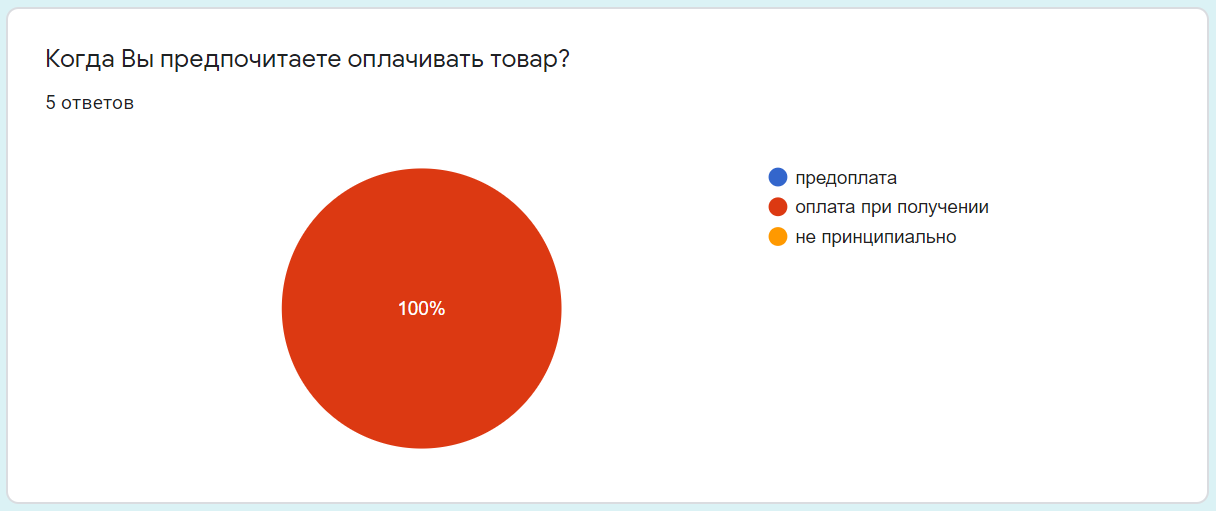 Когда Вы предпочитаете оплачивать товар?
5 ответов
предоплата
оплата при получении
не принципиально
100%